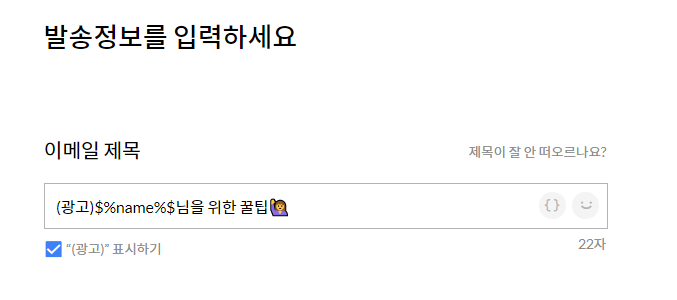 발송정보를 입력하세요
이메일 제목
제목이 잘 안 떠오르나요?
(광고)$%name%$님을 위한 꿀팁🙋‍♀️
{}
"(광고)" 표시하기
22자